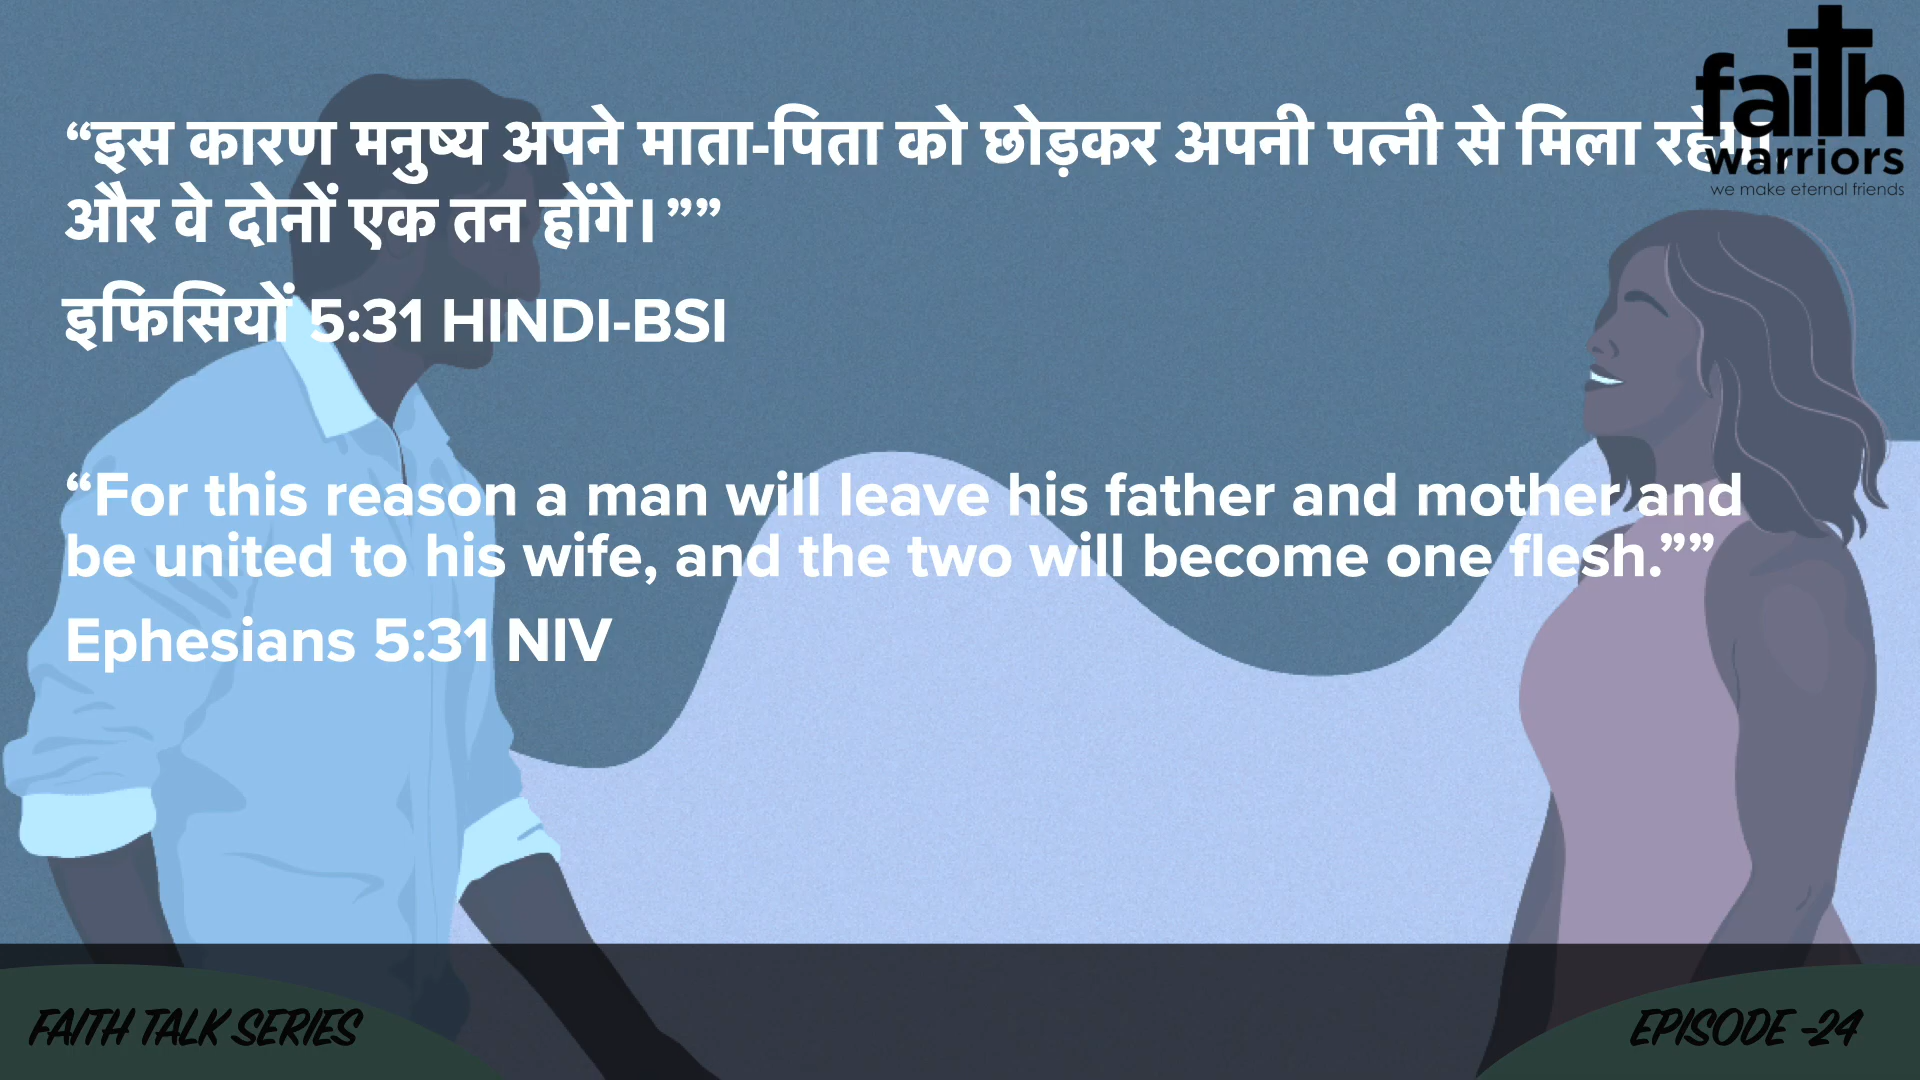 “इस कारण मनुष्य अपने माता-पिता को छोड़कर अपनी पत्नी से मिला रहेगा,
और वे दोनों एक तन होंगे।””
इफिसियों 5:31 HINDI-BSI
“For this reason a man will leave his father and mother and
be united to his wife, and the two will become one flesh.””
Ephesians 5:31 NIV
faith
warriors
we make eternal friends
FAITH TALK SERIES
EPISODE -24